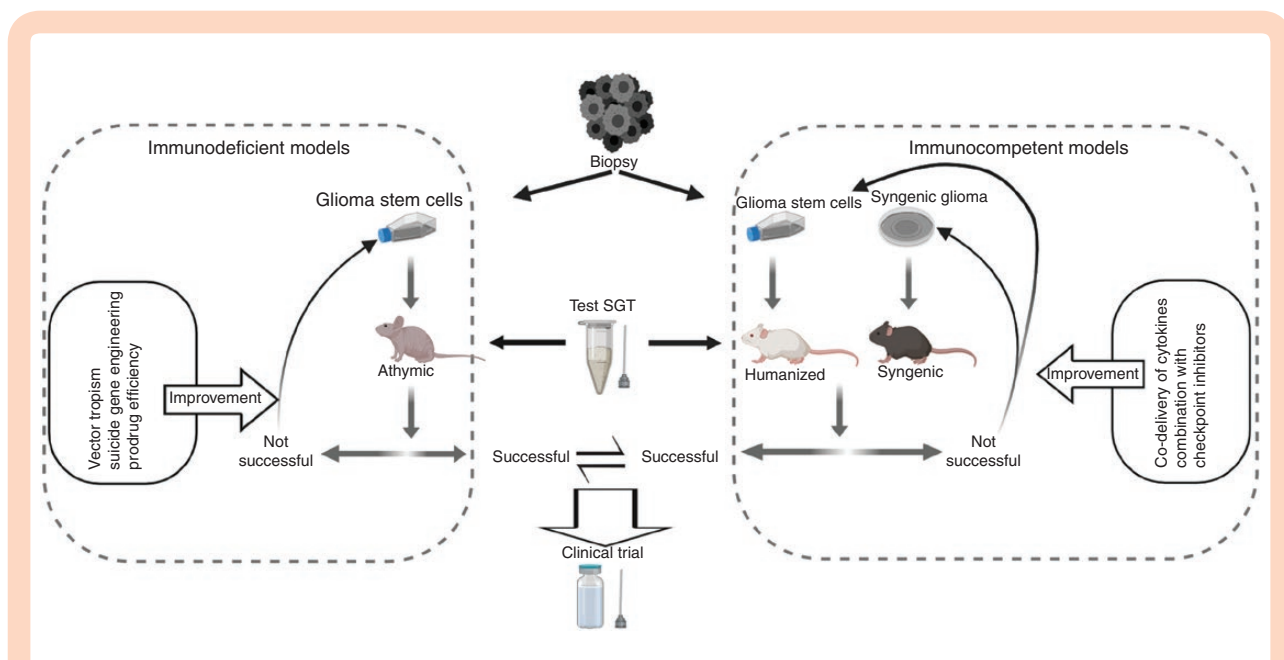 Biopsy
Immunodeficient models
Glioma stem cells
Athymic
Vector tropism
suicide gene engineering
prodrug efficiency
Improvement
Not
successful
Test SGT
Successful
Successful
Clinical trial
Immunocompetent models
Glioma stem cells
Syngenic glioma
Humanized
Syngenic
Not
successful
Improvement
Co-delivery of cytokines
combination with
checkpoint inhibitors